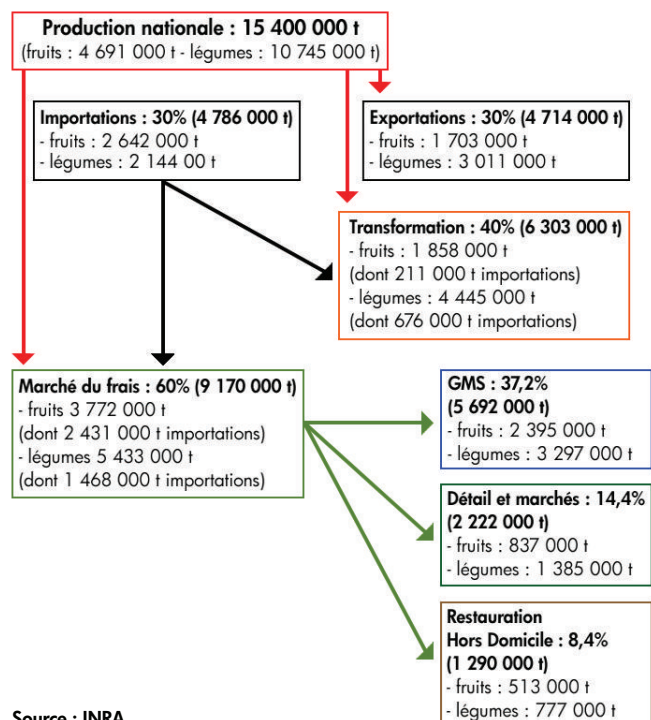 Production nationale : 15 400 000 t
(fruits : 4 691 000 t - légumes : 10 745 000 t)
Importations : 30% (4 786 000 t)
- fruits : 2 642 000 t
- légumes : 2 144 00 t
Exportations : 30% (4 714 000 t)
- fruits : 1 703 000 t
- légumes : 3 011 000 t
Transformation : 40% (6 303 000 t)
- fruits : 1 858 000 t
(dont 211 000 t importations)
- légumes : 4 445 000 t
(dont 676 000 t importations)
Marché du frais : 60% (9 170 000 t)
- fruits 3 772 000 t
(dont 2 431 000 t importations)
- légumes 5 433 000 t
(dont 1 468 000 t importations)
GMS : 37,2%
(5 692 000 t)
- fruits : 2 395 000 t
- légumes : 3 297 000 t
Détail et marchés : 14,4%
(2 222 000 t)
- fruits : 837 000 t
- légumes : 1 385 000 t
Restauration
Hors Domicile : 8,4%
(1 290 000 t)
- fruits : 513 000 t
- légumes : 777 000 t
Source : INRA